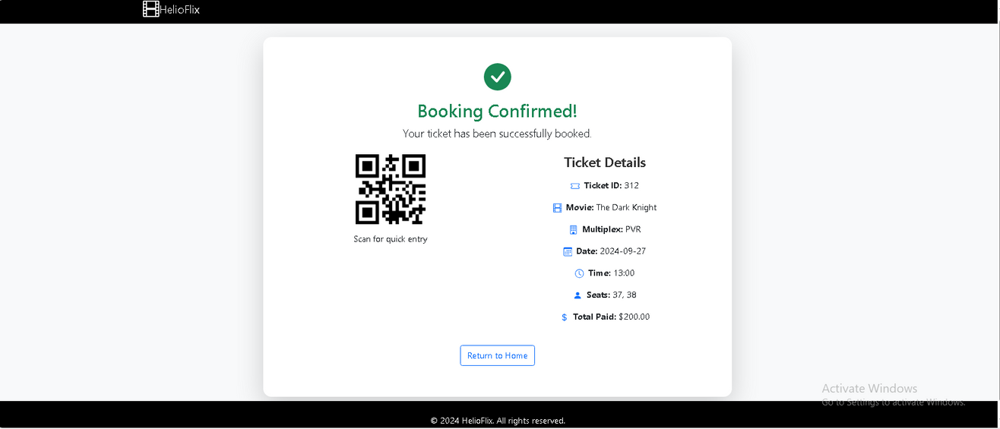 HelioFlix
Booking Confirmed!
Your ticket has been successfully booked.
Scan for quick entry
Ticket Details
Ticket ID: 312
Movie: The Dark Knight
Multiplex: PVR
Date: 2024-09-27
Time: 13:00
Seats: 37, 38
$ Total Paid: $200.00
Return to Home
Activate Windows
Go to Settings to activate Windows.
© 2024 HelioFlix. All rights reserved.